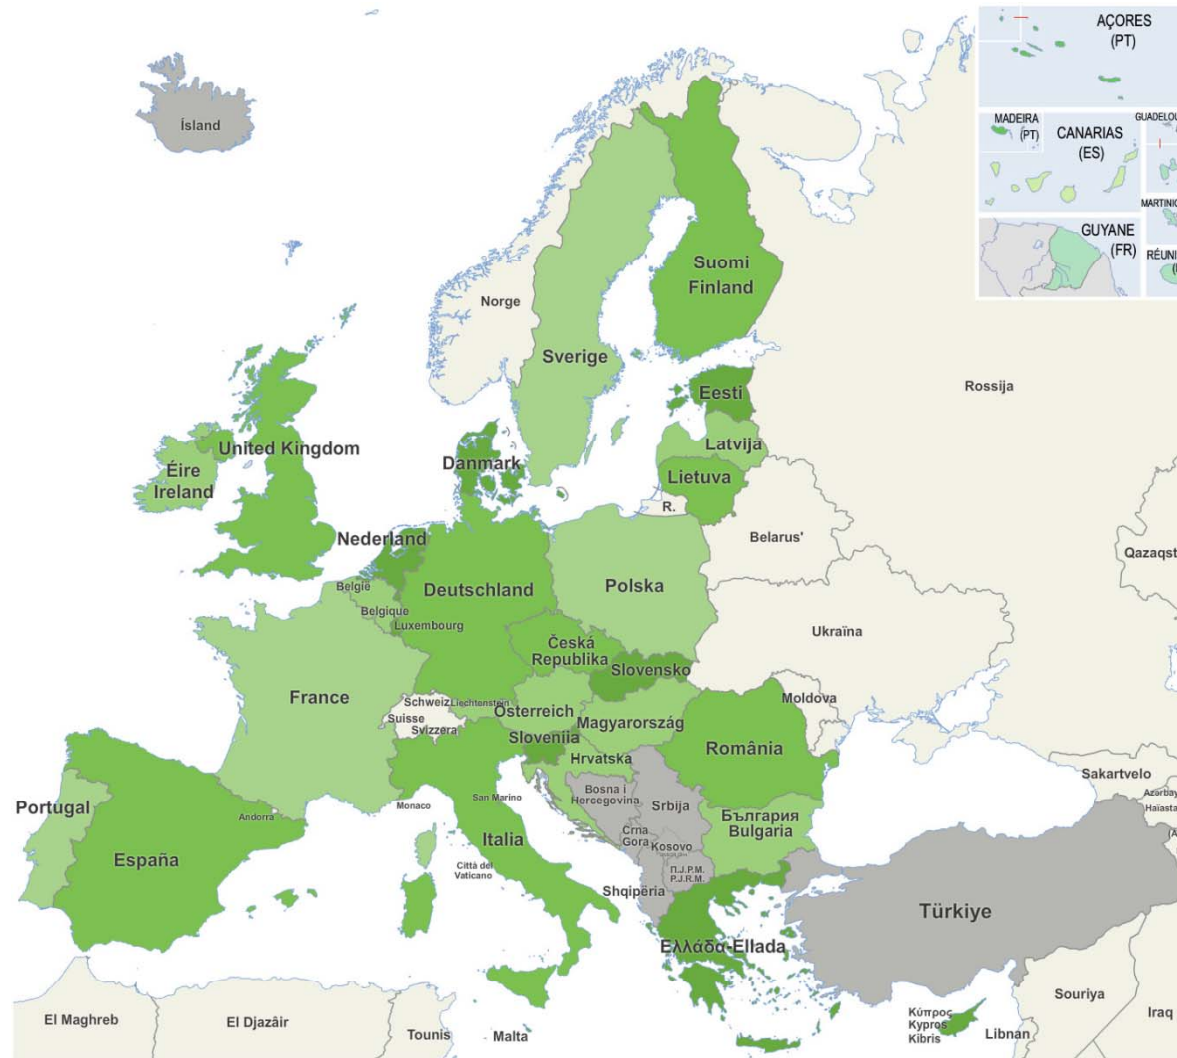 AÇORES
(PT)
MADEIRA
(PT)
CANARIAS
(ES)
GUYANE
(FR)
Ísland
Suomi
Finland
Norge
Sverige
Rossija
Eesti
Latvija
Lietuva
R.
United Kingdom
Éire
Ireland
Danmark
Nederland
Belarus'
België
Belgique
Luxembourg
Deutschland
Polska
Qazaqst
Ukraïna
Česká
Republika
Slovensko
France
Schweiz
Suisse
Svizzera
Liechtenstein
Österreich
Magyarország
Moldova
România
Slovenija
Hrvatska
Bosna i
Hercegovina
Srbija
България
Bulgaria
Sakartvelo
Azərbay
Haïasta
Portugal
España
Andorra
Monaco
San Marino
Italia
Città del
Vaticano
Crna
Gora
Kosovo
П.J.P.M.
P.J.R.M.
Shqipëria
Türkiye
Ελλάδα-Ellada
El Maghreb
El Djazâir
Tounis
Malta
Κύπρος
Kypros
Kibris
Libnan
Souriya
Iraq